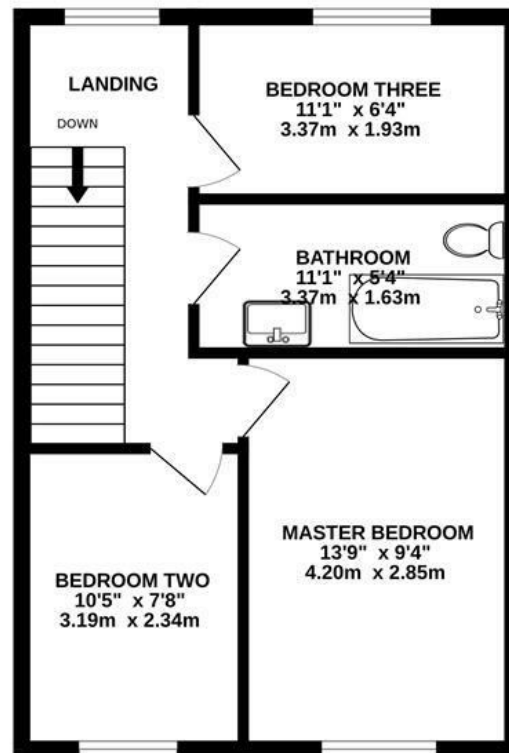 LANDING
DOWN
BEDROOM THREE
11'1" x 6'4"
3.37m x 1.93m
BATHROOM
11'1" x 5'4"
3.37m x 1.63m
MASTER BEDROOM
13'9" x 9'4"
4.20m x 2.85m
BEDROOM TWO
10'5" x 7'8"
3.19m x 2.34m